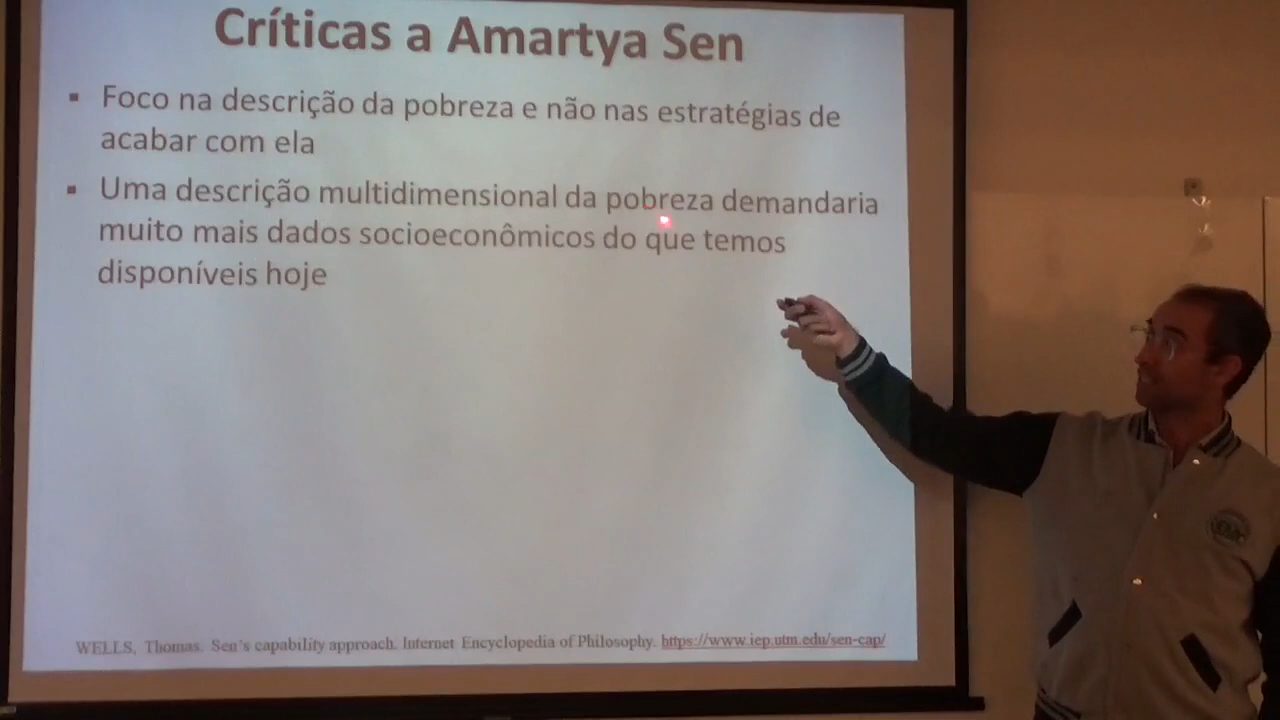 Críticas a Amartya Sen
▪ Foco na descrição da pobreza e não nas estratégias de
acabar com ela
▪ Uma descrição multidimensional da pobreza demandaria
muito mais dados socioeconômicos do que temos
disponíveis hoje
WELLS, Thomas. Sen's capability approach. Internet Encyclopedia of Philosophy. https://www.iep.utm.edu/sen-cap/